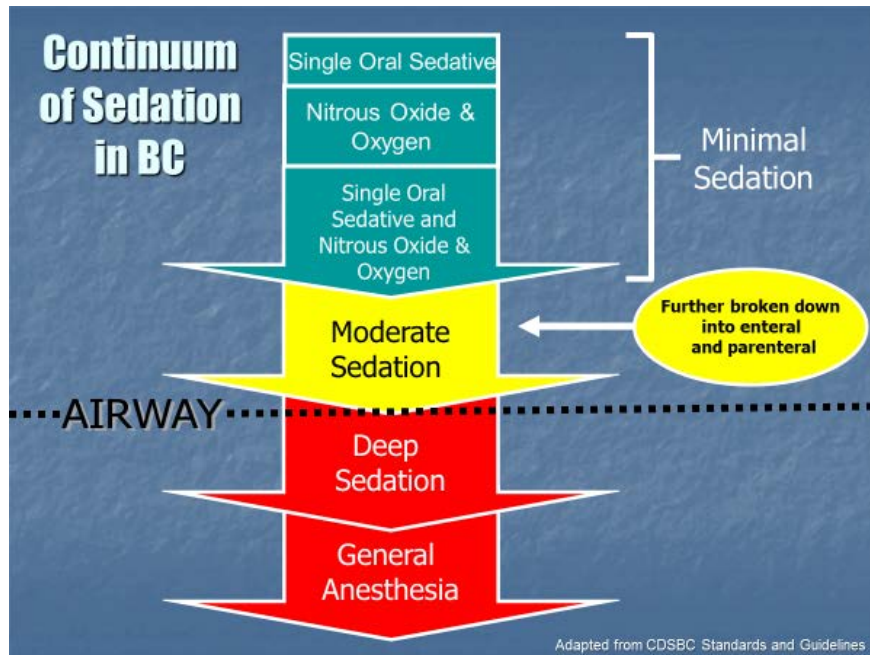 Continuum
of Sedation
in BC
Single Oral Sedative
Nitrous Oxide &
Oxygen
Single Oral
Sedative and
Nitrous Oxide &
Oxygen
Minimal
Sedation
Moderate
Sedation
Further broken down
into enteral
and parenteral
AIRWAY
Deep
Sedation
General
Anesthesia
Adapted from CDSBC Standards and Guidelines